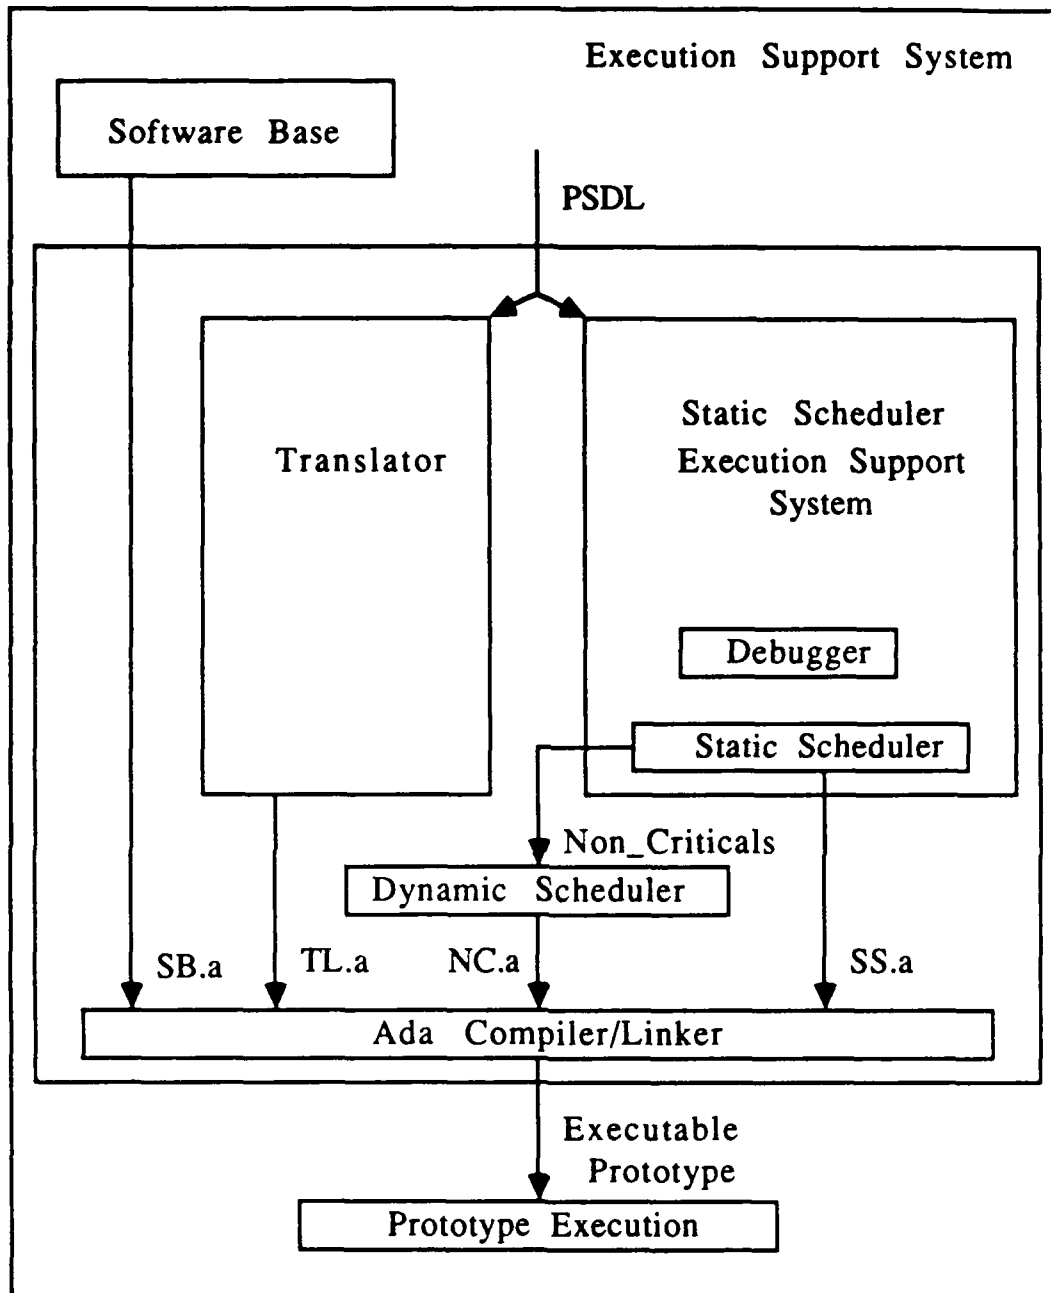 Execution Support System
Software Base
PSDL
Translator
Static Scheduler
Execution Support
System
Debugger
Static Scheduler
Non_Criticals
Dynamic Scheduler
SB.a
TL.a
NC.a
SS.a
Ada Compiler/Linker
Executable
Prototype
Prototype Execution